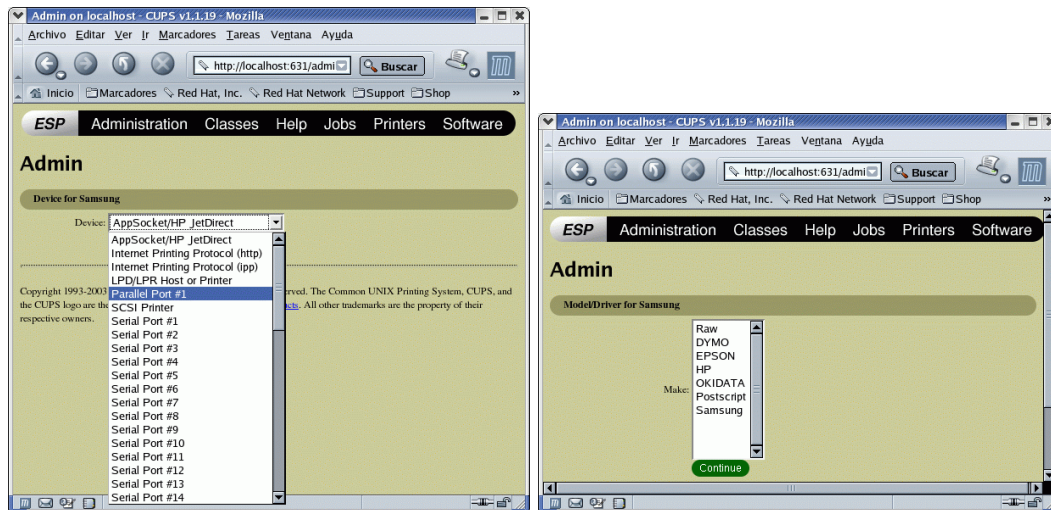 Admin on localhost - CUPS v1.1.19 - Mozilla
Archivo Editar Ver Ir Marcadores Tareas Ventana Ayuda
http://localhost:631/admi Buscar
Inicio Marcadores Red Hat, Inc. Red Hat Network Support Shop »
ESP Administration Classes Help Jobs Printers Software
Admin
Device for Samsung
Device: AppSocket/HP JetDirect
AppSocket/HP JetDirect
Internet Printing Protocol (http)
Internet Printing Protocol (ipp)
LPD/LPR Host or Printer
Parallel Port #1
SCSI Printer
Serial Port #1
Serial Port #2
Serial Port #3
Serial Port #4
Serial Port #5
Serial Port #6
Serial Port #7
Serial Port #8
Serial Port #9
Serial Port #10
Serial Port #11
Serial Port #12
Serial Port #13
Serial Port #14
Copyright 1993-2003 rved. The Common UNIX Printing System, CUPS, and
the CUPS logo are the . All other trademarks are the property of their
respective owners.
Admin on localhost - CUPS v1.1.19 - Mozilla
Archivo Editar Ver Ir Marcadores Tareas Ventana Ayuda
http://localhost:631/admi Buscar
Inicio Marcadores Red Hat, Inc. Red Hat Network Support Shop »
ESP Administration Classes Help Jobs Printers Software
Admin
Model/Driver for Samsung
Make:
Raw
DYMO
EPSON
HP
OKIDATA
Postscript
Samsung
Continue